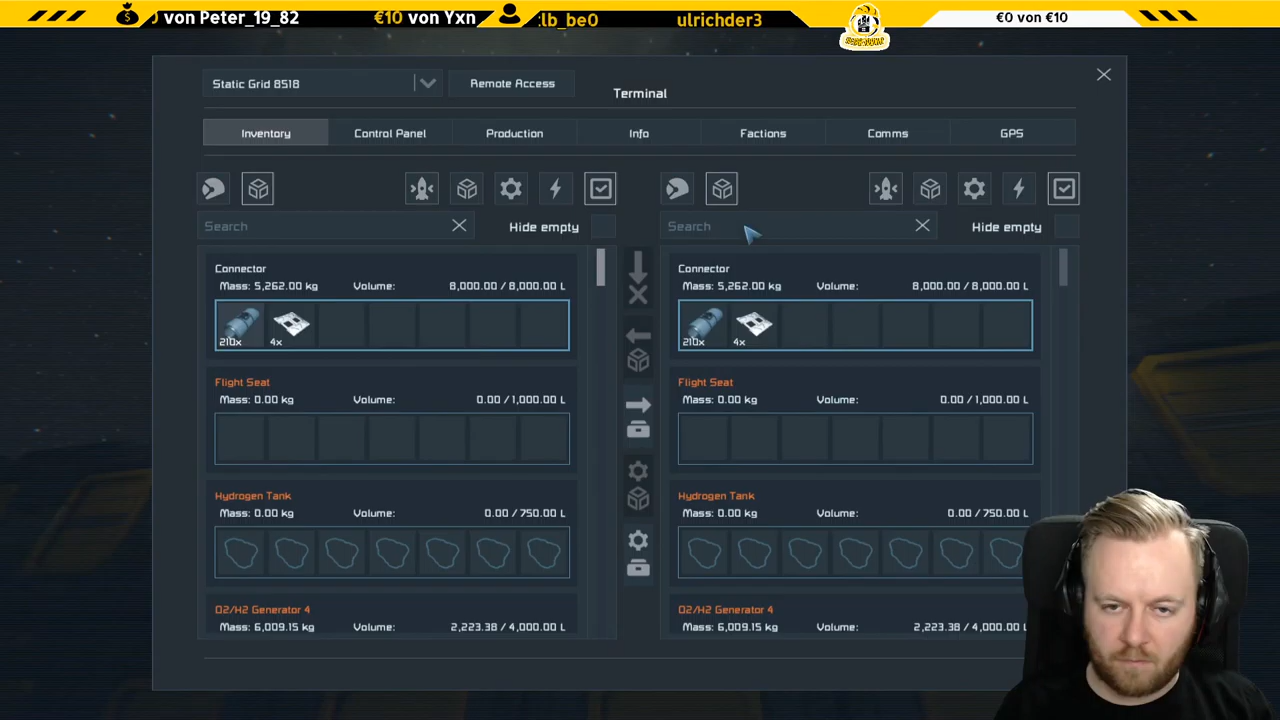 von Peter_19_82
€10 von Yxn
lb_be0
ulrichder3
€0 von €10
Static Grid 8518
Remote Access
Terminal
Inventory
Control Panel
Production
Info
Factions
Comms
GPS
Search
Hide empty
Search
Hide empty
Connector
Mass: 5,262.00 kg Volume: 8,000.00 / 8,000.00 L
210x 4x
Flight Seat
Mass: 0.00 kg Volume: 0.00 / 1,000.00 L
Hydrogen Tank
Mass: 0.00 kg Volume: 0.00 / 750.00 L
O2/H2 Generator 4
Mass: 6,009.15 kg Volume: 2,223.38 / 4,000.00 L
Connector
Mass: 5,262.00 kg Volume: 8,000.00 / 8,000.00 L
210x 4x
Flight Seat
Mass: 0.00 kg Volume: 0.00 / 1,000.00 L
Hydrogen Tank
Mass: 0.00 kg Volume: 0.00 / 750.00 L
O2/H2 Generator 4
Mass: 6,009.15 kg Volume: 2,223.38 / 4,000.00 L